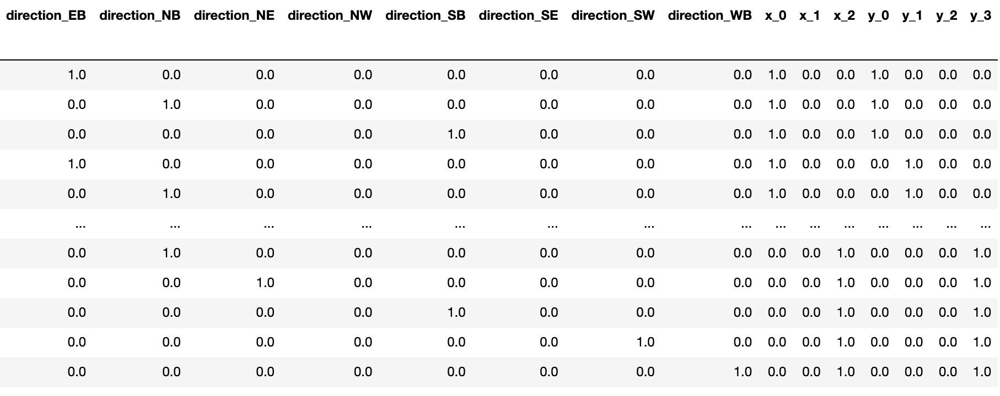 direction_EB direction_NB direction_NE direction_NW direction_SB direction_SE direction_SW direction_WB x_0 x_1 x_2 y_0 y_1 y_2 y_3
1.0 0.0 0.0 0.0 0.0 0.0 0.0 0.0 1.0 0.0 0.0 1.0 0.0 0.0 0.0
0.0 1.0 0.0 0.0 0.0 0.0 0.0 0.0 1.0 0.0 0.0 1.0 0.0 0.0 0.0
0.0 0.0 0.0 0.0 1.0 0.0 0.0 0.0 1.0 0.0 0.0 1.0 0.0 0.0 0.0
1.0 0.0 0.0 0.0 0.0 0.0 0.0 0.0 1.0 0.0 0.0 0.0 1.0 0.0 0.0
0.0 1.0 0.0 0.0 0.0 0.0 0.0 0.0 1.0 0.0 0.0 0.0 1.0 0.0 0.0
... ... ... ... ... ... ... ... ... ... ... ... ... ... ...
0.0 1.0 0.0 0.0 0.0 0.0 0.0 0.0 0.0 0.0 1.0 0.0 0.0 0.0 1.0
0.0 0.0 1.0 0.0 0.0 0.0 0.0 0.0 0.0 0.0 1.0 0.0 0.0 0.0 1.0
0.0 0.0 0.0 0.0 1.0 0.0 0.0 0.0 0.0 0.0 1.0 0.0 0.0 0.0 1.0
0.0 0.0 0.0 0.0 0.0 0.0 1.0 0.0 0.0 0.0 1.0 0.0 0.0 0.0 1.0
0.0 0.0 0.0 0.0 0.0 0.0 0.0 1.0 0.0 0.0 1.0 0.0 0.0 0.0 1.0